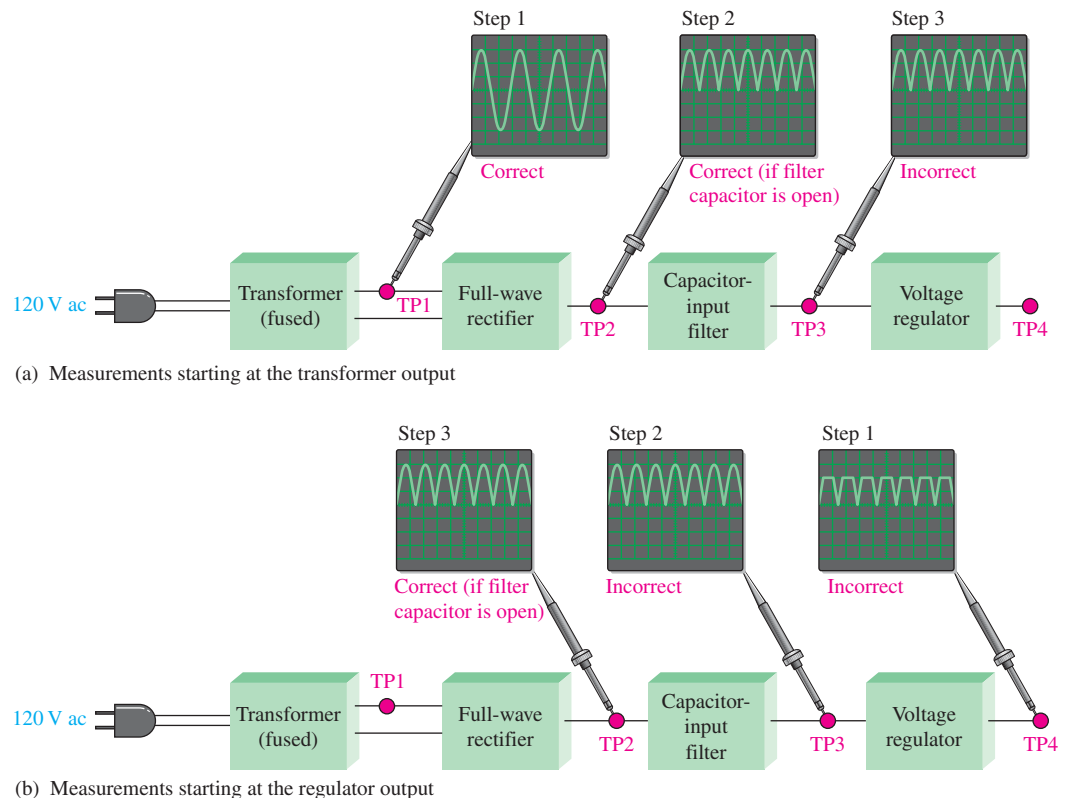 Step 1
Step 2
Step 3
Correct
Correct (if filter
capacitor is open)
Incorrect
120 V ac
Transformer
(fused)
TP1
Full-wave
rectifier
TP2
Capacitor-
input
filter
TP3
Voltage
regulator
TP4
(a) Measurements starting at the transformer output
Step 3
Step 2
Step 1
Correct (if filter
capacitor is open)
Incorrect
Incorrect
120 V ac
Transformer
(fused)
TP1
Full-wave
rectifier
TP2
Capacitor-
input
filter
TP3
Voltage
regulator
TP4
(b) Measurements starting at the regulator output